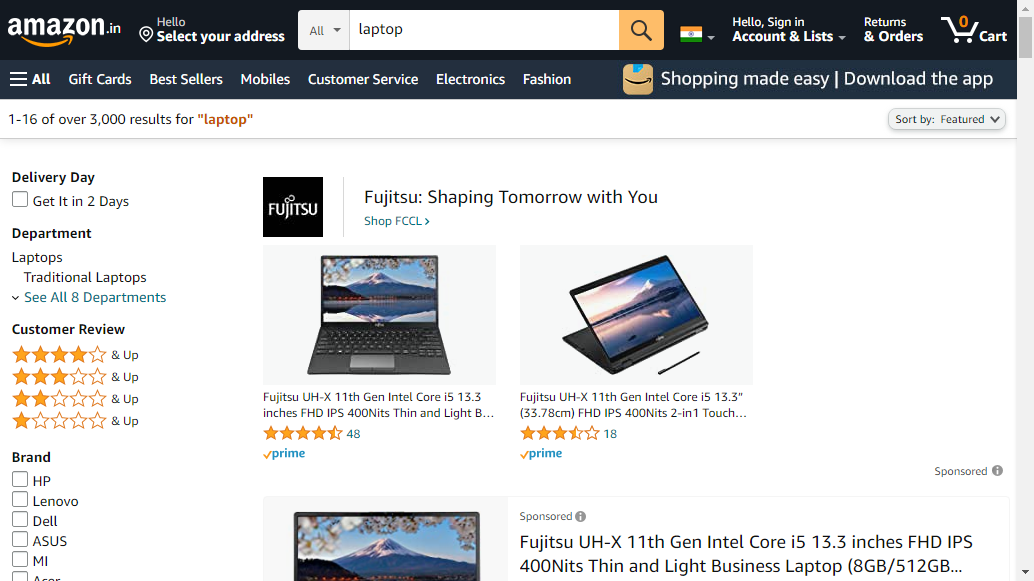 amazon.in
Hello
Select your address
All
laptop
Hello, Sign in
Account & Lists
Returns
& Orders
0
Cart
All
Gift Cards
Best Sellers
Mobiles
Customer Service
Electronics
Fashion
Shopping made easy | Download the app
1-16 of over 3,000 results for "laptop"
Sort by: Featured
Delivery Day
Get It in 2 Days
Department
Laptops
Traditional Laptops
See All 8 Departments
Customer Review
& Up
& Up
& Up
& Up
Brand
HP
Lenovo
Dell
ASUS
MI
Acer
FUJITSU
Fujitsu: Shaping Tomorrow with You
Shop FCCL ›
Fujitsu UH-X 11th Gen Intel Core i5 13.3
inches FHD IPS 400Nits Thin and Light B...
48
prime
Fujitsu UH-X 11th Gen Intel Core i5 13.3"
(33.78cm) FHD IPS 400Nits 2-in1 Touch...
18
prime
Sponsored
Sponsored
Fujitsu UH-X 11th Gen Intel Core i5 13.3 inches FHD IPS
400Nits Thin and Light Business Laptop (8GB/512GB...